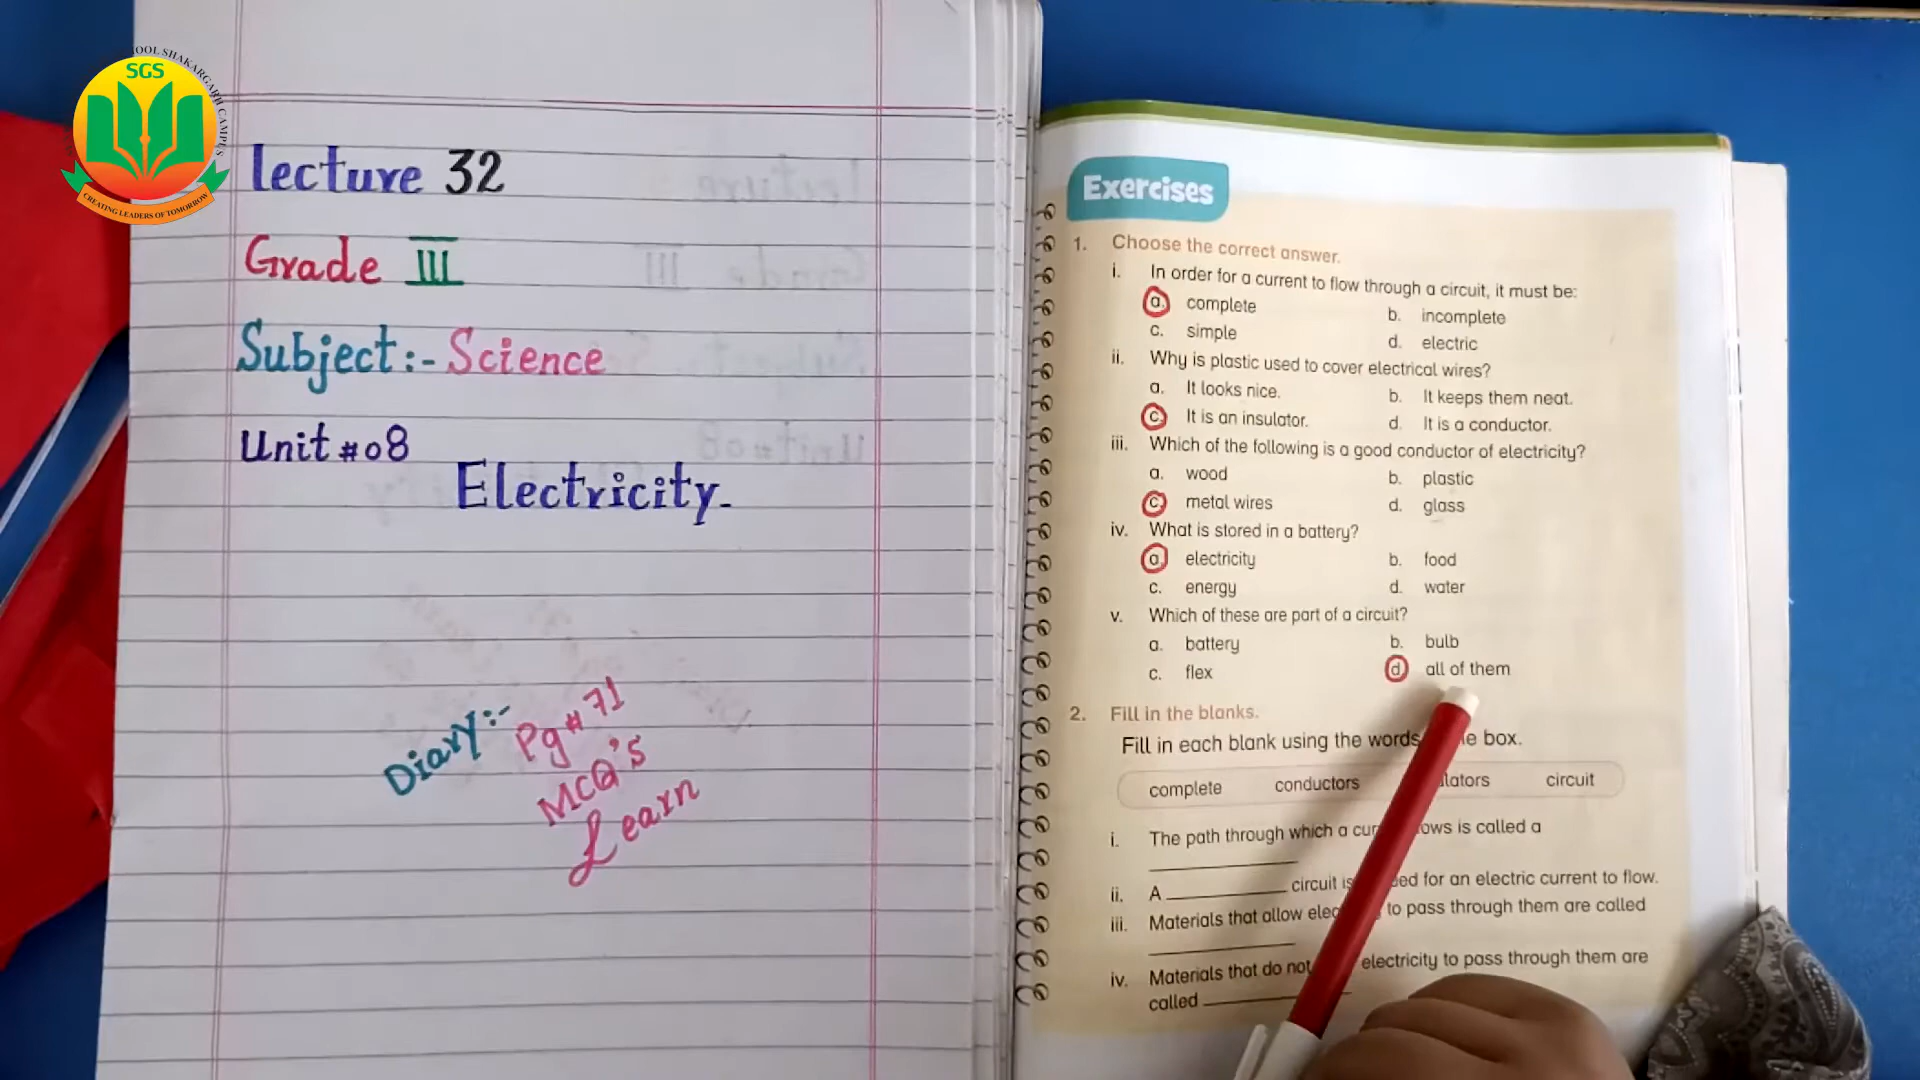 SGS
CREATING LEADERS OF TOMORROW
lecture 32
Grade III
Subject:- Science
Unit #08
Electricity.
Diary:- Pg# 71
MCQ's
Learn
Exercises
1. Choose the correct answer.
i. In order for a current to flow through a circuit, it must be:
a. complete b. incomplete
c. simple d. electric
ii. Why is plastic used to cover electrical wires?
a. It looks nice. b. It keeps them neat.
c. It is an insulator. d. It is a conductor.
iii. Which of the following is a good conductor of electricity?
a. wood b. plastic
c. metal wires d. glass
iv. What is stored in a battery?
a. electricity b. food
c. energy d. water
v. Which of these are part of a circuit?
a. battery b. bulb
c. flex d all of them
2. Fill in the blanks.
Fill in each blank using the words box.
complete conductors circuit
i. The path through which a is called a
ii. A circuit for an electric current to flow.
iii. Materials that allow to pass through them are called
iv. Materials that do not electricity to pass through them are
called